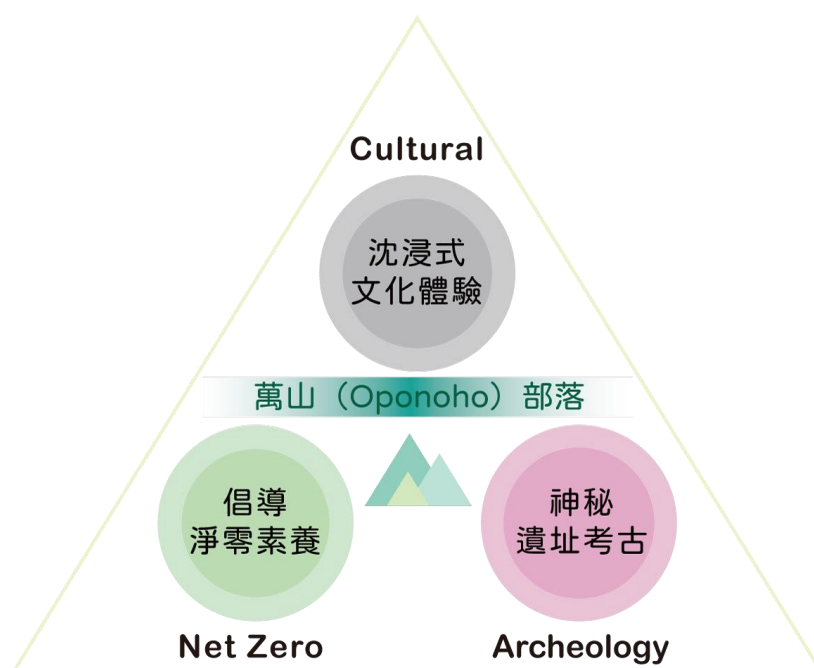 Cultural
沈浸式
文化體驗
萬山（Oponoho）部落
倡導
淨零素養
神秘
遺址考古
Net Zero
Archeology